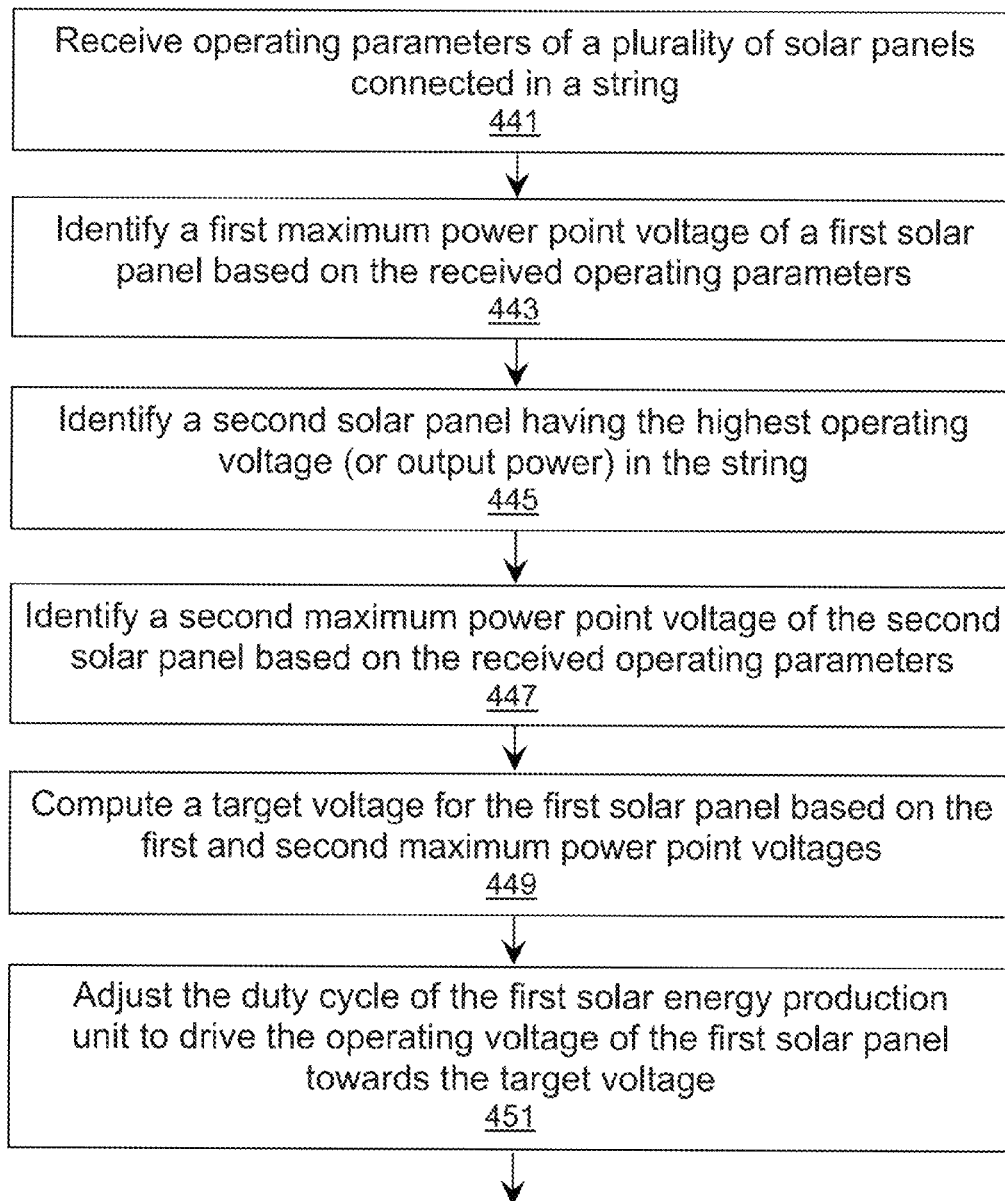 Receive operating parameters of a plurality of solar panels
connected in a string
441
Identify a first maximum power point voltage of a first solar
panel based on the received operating parameters
443
Identify a second solar panel having the highest operating
voltage (or output power) in the string
445
Identify a second maximum power point voltage of the second
solar panel based on the received operating parameters
447
Compute a target voltage for the first solar panel based on the
first and second maximum power point voltages
449
Adjust the duty cycle of the first solar energy production
unit to drive the operating voltage of the first solar panel
towards the target voltage
451